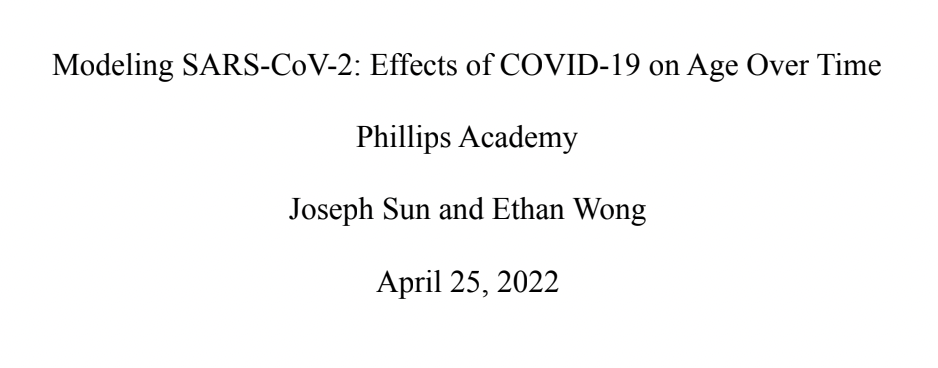 Modeling SARS-CoV-2: Effects of COVID-19 on Age Over Time
Phillips Academy
Joseph Sun and Ethan Wong
April 25, 2022